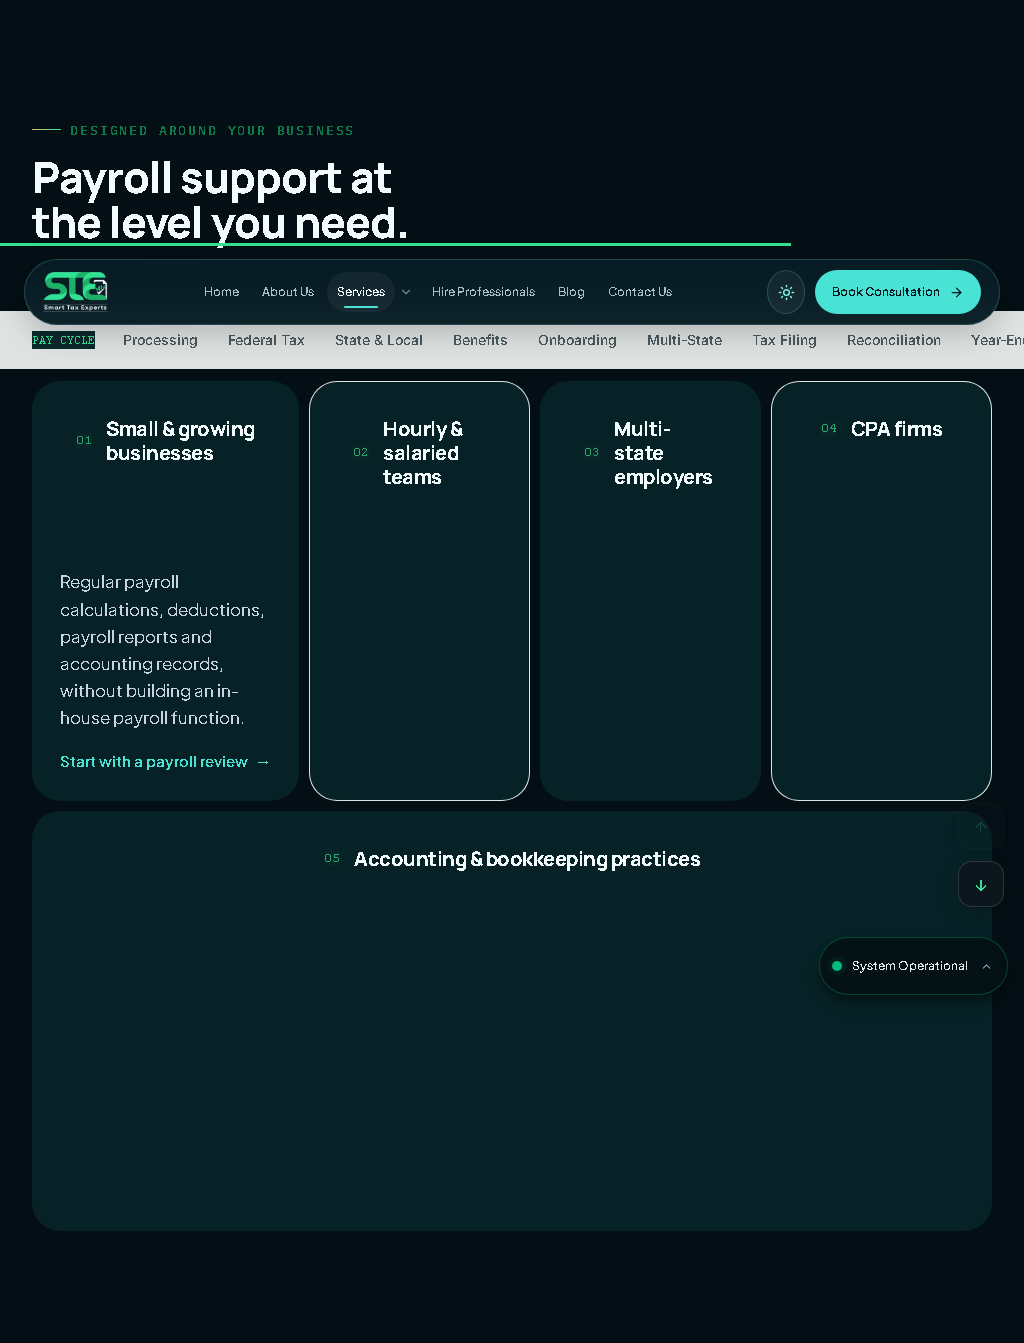 DESIGNED AROUND YOUR BUSINESS
Payroll support at
the level you need.
STE
Smart Tax Experts
Home
About Us
Services
Hire Professionals
Blog
Contact Us
Book Consultation →
PAY CYCLE
Processing
Federal Tax
State & Local
Benefits
Onboarding
Multi-State
Tax Filing
Reconciliation
Year-En
01
Small & growing
businesses
Regular payroll
calculations, deductions,
payroll reports and
accounting records,
without building an in-
house payroll function.
Start with a payroll review →
02
Hourly &
salaried
teams
03
Multi-
state
employers
04
CPA firms
05
Accounting & bookkeeping practices
System Operational